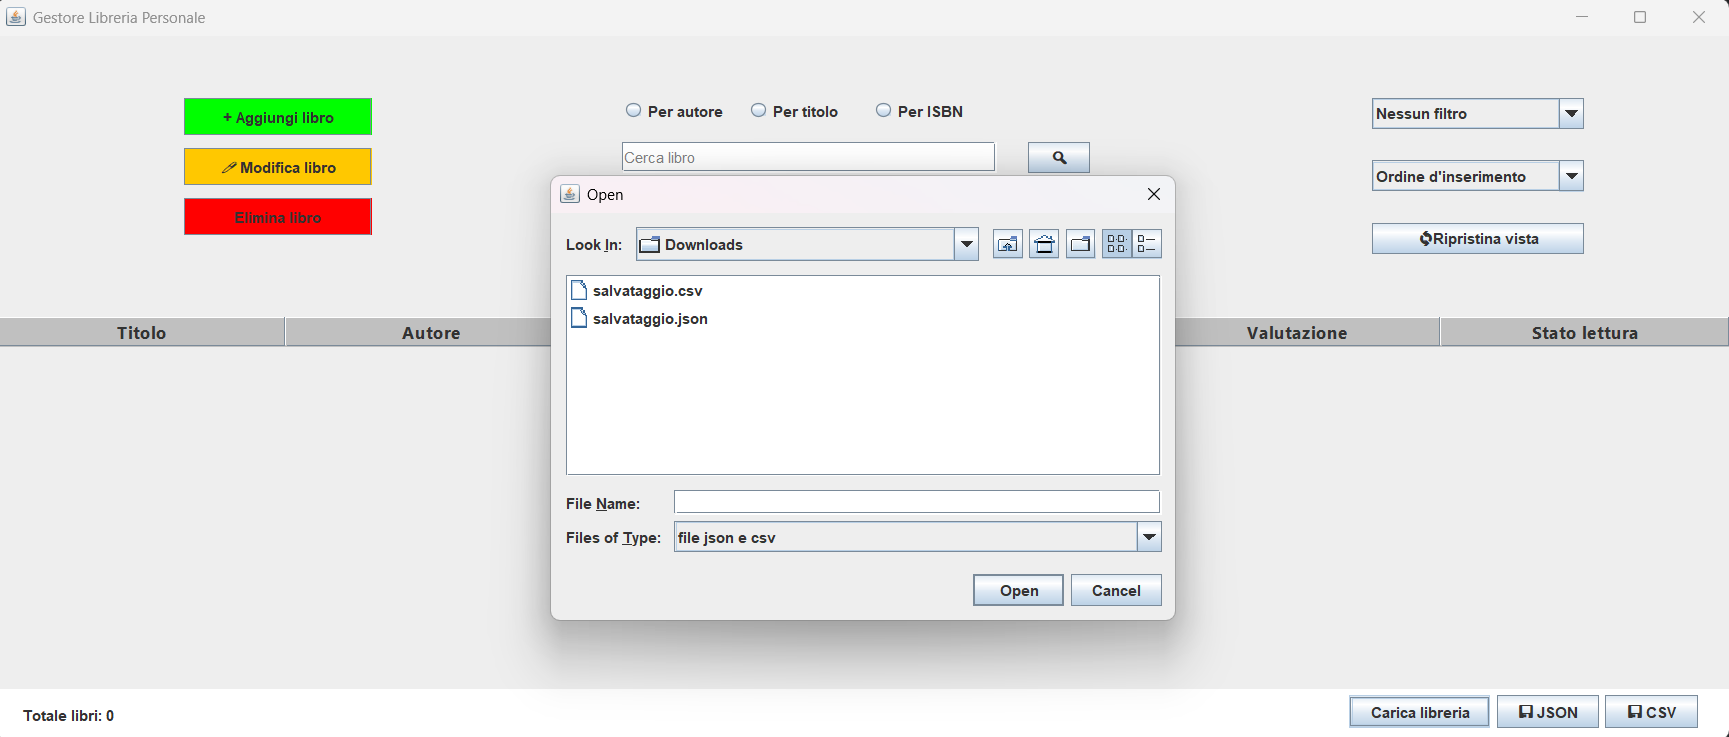 Gestore Libreria Personale
+ Aggiungi libro
Modifica libro
Elimina libro
Per autore
Per titolo
Per ISBN
Cerca libro
Nessun filtro
Ordine d'inserimento
Ripristina vista
Titolo
Autore
Valutazione
Stato lettura
Open
Look In:
Downloads
salvataggio.csv
salvataggio.json
File Name:
Files of Type:
file json e csv
Open
Cancel
Totale libri: 0
Carica libreria
JSON
CSV